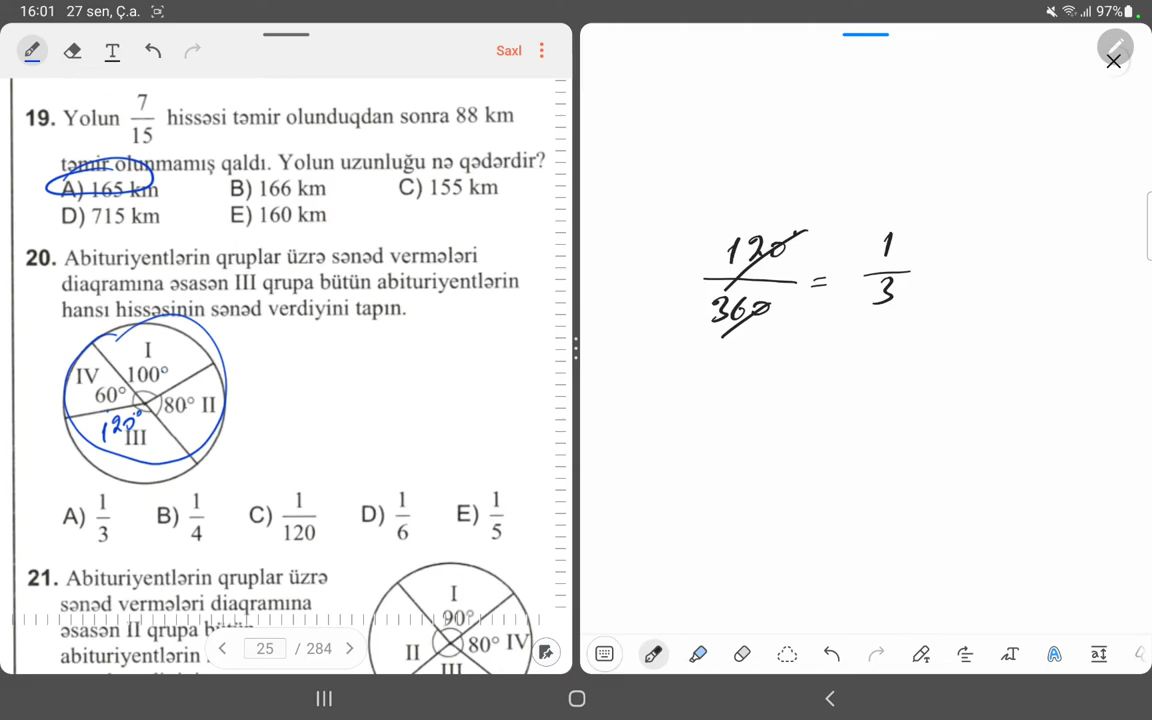 16:01 27 sen, Ç.a. 97%
T Saxl
19. Yolun 7/15 hissəsi təmir olunduqdan sonra 88 km
təmir olunmamış qaldı. Yolun uzunluğu nə qədərdir?
A) 165 km B) 166 km C) 155 km
D) 715 km E) 160 km
20. Abituriyentlərin qruplar üzrə sənəd vermələri
diaqramına əsasən III qrupa bütün abituriyentlərin
hansı hissəsinin sənəd verdiyini tapın.
I
IV 100°
60° 80° II
120°
III
A) 1/3 B) 1/4 C) 1/120 D) 1/6 E) 1/5
21. Abituriyentlərin qruplar üzrə
sənəd vermələri diaqramına
əsasən II qrupa
abituriyentlərin
I
90°
80° IV
II
III
25 / 284
120/360 = 1/3